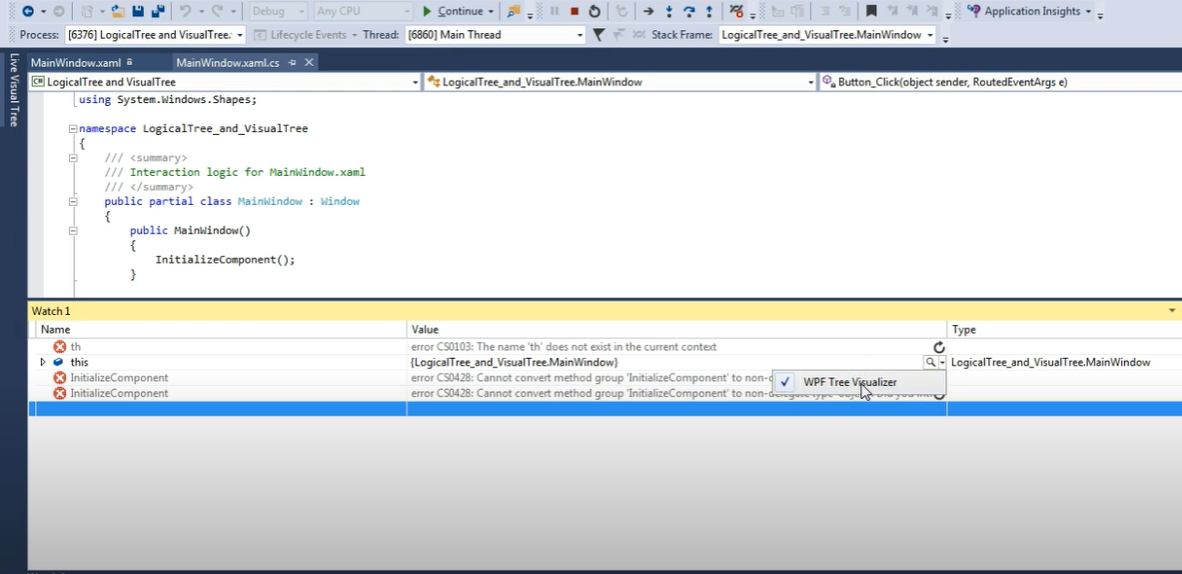 Debug Any CPU Continue Application Insights
Process: [6376] LogicalTree and VisualTree. Lifecycle Events Thread: [6860] Main Thread Stack Frame: LogicalTree_and_VisualTree.MainWindow
Live Visual Tree
MainWindow.xaml MainWindow.xaml.cs
C# LogicalTree and VisualTree LogicalTree_and_VisualTree.MainWindow Button_Click(object sender, RoutedEventArgs e)
using System.Windows.Shapes;
namespace LogicalTree_and_VisualTree
{
/// <summary>
/// Interaction logic for MainWindow.xaml
/// </summary>
public partial class MainWindow : Window
{
public MainWindow()
{
InitializeComponent();
}
Watch 1
Name Value Type
th error CS0103: The name 'th' does not exist in the current context
this {LogicalTree_and_VisualTree.MainWindow} LogicalTree_and_VisualTree.MainWindow
InitializeComponent error CS0428: Cannot convert method group 'InitializeComponent' to non-d
WPF Tree Visualizer
InitializeComponent error CS0428: Cannot convert method group 'InitializeComponent' to non-delegate type